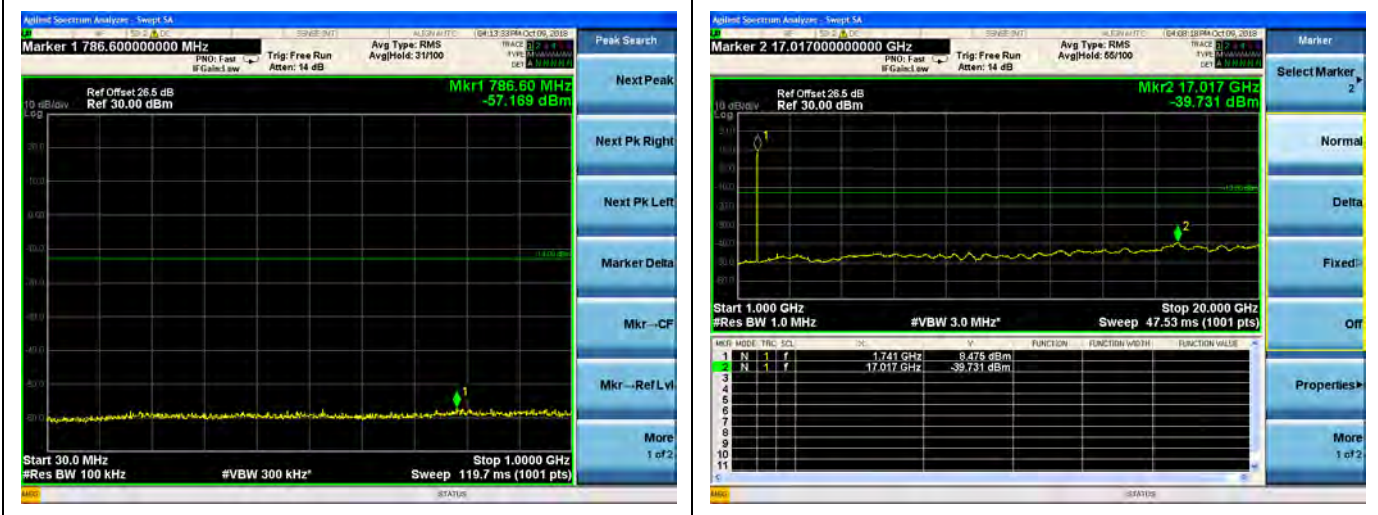 Agilent Spectrum Analyzer - Swept SA
04:13:33 PM Oct 09, 2018
Marker 1 786.600000000 MHz
Avg Type: RMS
PNO: Fast
Trig: Free Run
Avg|Hold: 31/100
IFGain:Low
Atten: 14 dB
Mkr1 786.60 MHz
-57.169 dBm
Ref Offset 26.5 dB
10 dB/div
Ref 30.00 dBm
Log
1
Start 30.0 MHz
Stop 1.0000 GHz
#Res BW 100 kHz
#VBW 300 kHz*
Sweep 119.7 ms (1001 pts)
MSG
STATUS
Peak Search
Next Peak
Next Pk Right
Next Pk Left
Marker Delta
Mkr→CF
Mkr→Ref Lvl
More
1 of 2
Agilent Spectrum Analyzer - Swept SA
04:08:18 PM Oct 09, 2018
Marker 2 17.017000000000 GHz
Avg Type: RMS
PNO: Fast
Trig: Free Run
Avg|Hold: 55/100
IFGain:Low
Atten: 14 dB
Mkr2 17.017 GHz
-39.731 dBm
Ref Offset 26.5 dB
10 dB/div
Ref 30.00 dBm
Log
1
2
Start 1.000 GHz
Stop 20.000 GHz
#Res BW 1.0 MHz
#VBW 3.0 MHz*
Sweep 47.53 ms (1001 pts)
MKR MODE TRC SCL X Y FUNCTION FUNCTION WIDTH FUNCTION VALUE
1 N 1 f 1.741 GHz 8.475 dBm
2 N 1 f 17.017 GHz -39.731 dBm
3
4
5
6
7
8
9
10
11
MSG
STATUS
Marker
Select Marker
2
Normal
Delta
Fixed
Off
Properties
More
1 of 2